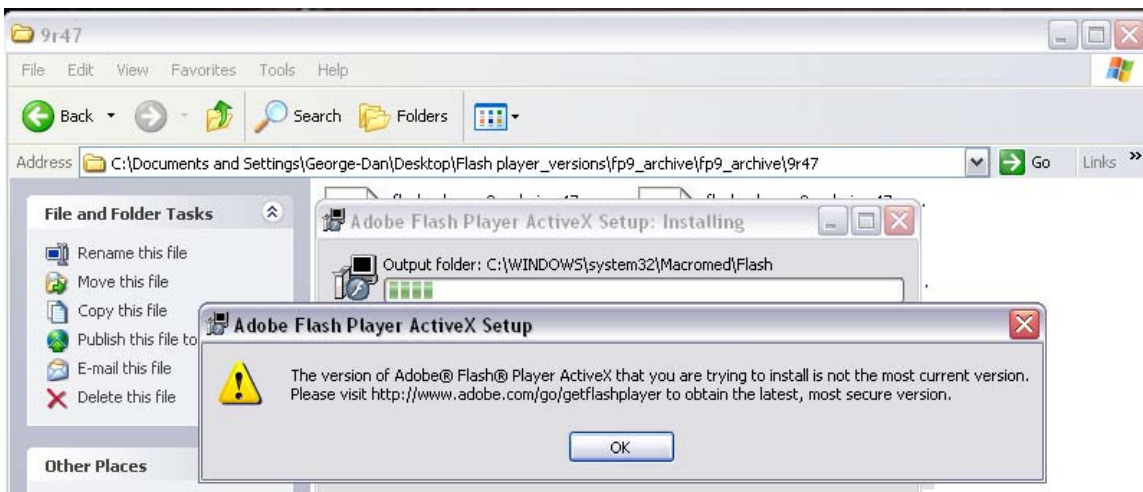 9r47
File Edit View Favorites Tools Help
Back Search Folders
Address C:\Documents and Settings\George-Dan\Desktop\Flash player_versions\fp9_archive\fp9_archive\9r47 Go Links »
File and Folder Tasks
Rename this file
Move this file
Copy this file
Publish this file to
E-mail this file
Delete this file
Other Places
Adobe Flash Player ActiveX Setup: Installing
Output folder: C:\WINDOWS\system32\Macromed\Flash
Adobe Flash Player ActiveX Setup
The version of Adobe® Flash® Player ActiveX that you are trying to install is not the most current version.
Please visit http://www.adobe.com/go/getflashplayer to obtain the latest, most secure version.
OK